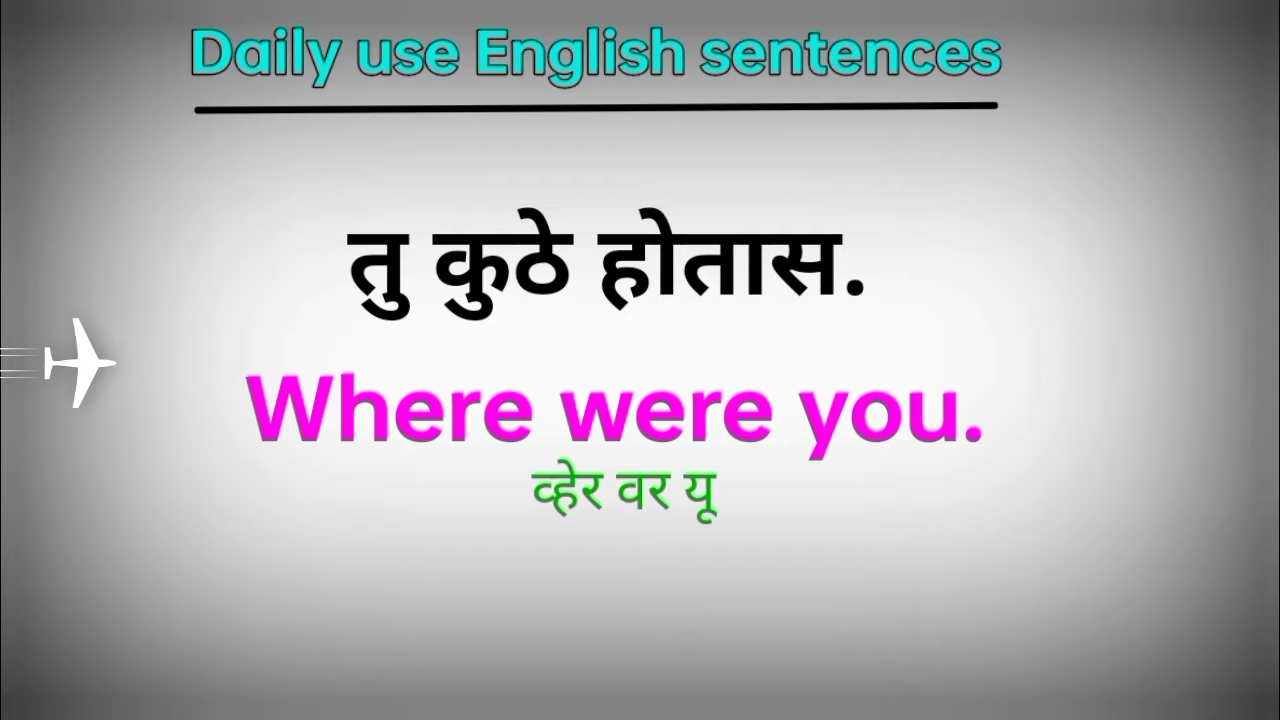 Daily use English sentences
तु कुठे होतास.
Where were you.
व्हेर वर यू